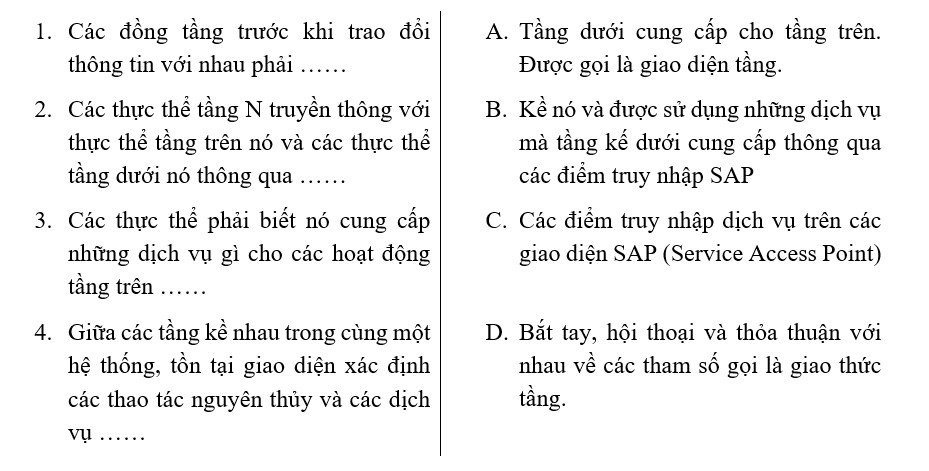 1. Các đồng tầng trước khi trao đổi
thông tin với nhau phải ……
2. Các thực thể tầng N truyền thông với
thực thể tầng trên nó và các thực thể
tầng dưới nó thông qua ……
3. Các thực thể phải biết nó cung cấp
những dịch vụ gì cho các hoạt động
tầng trên ……
4. Giữa các tầng kề nhau trong cùng một
hệ thống, tồn tại giao diện xác định
các thao tác nguyên thủy và các dịch
vụ ……
A. Tầng dưới cung cấp cho tầng trên.
Được gọi là giao diện tầng.
B. Kề nó và được sử dụng những dịch vụ
mà tầng kế dưới cung cấp thông qua
các điểm truy nhập SAP
C. Các điểm truy nhập dịch vụ trên các
giao diện SAP (Service Access Point)
D. Bắt tay, hội thoại và thỏa thuận với
nhau về các tham số gọi là giao thức
tầng.